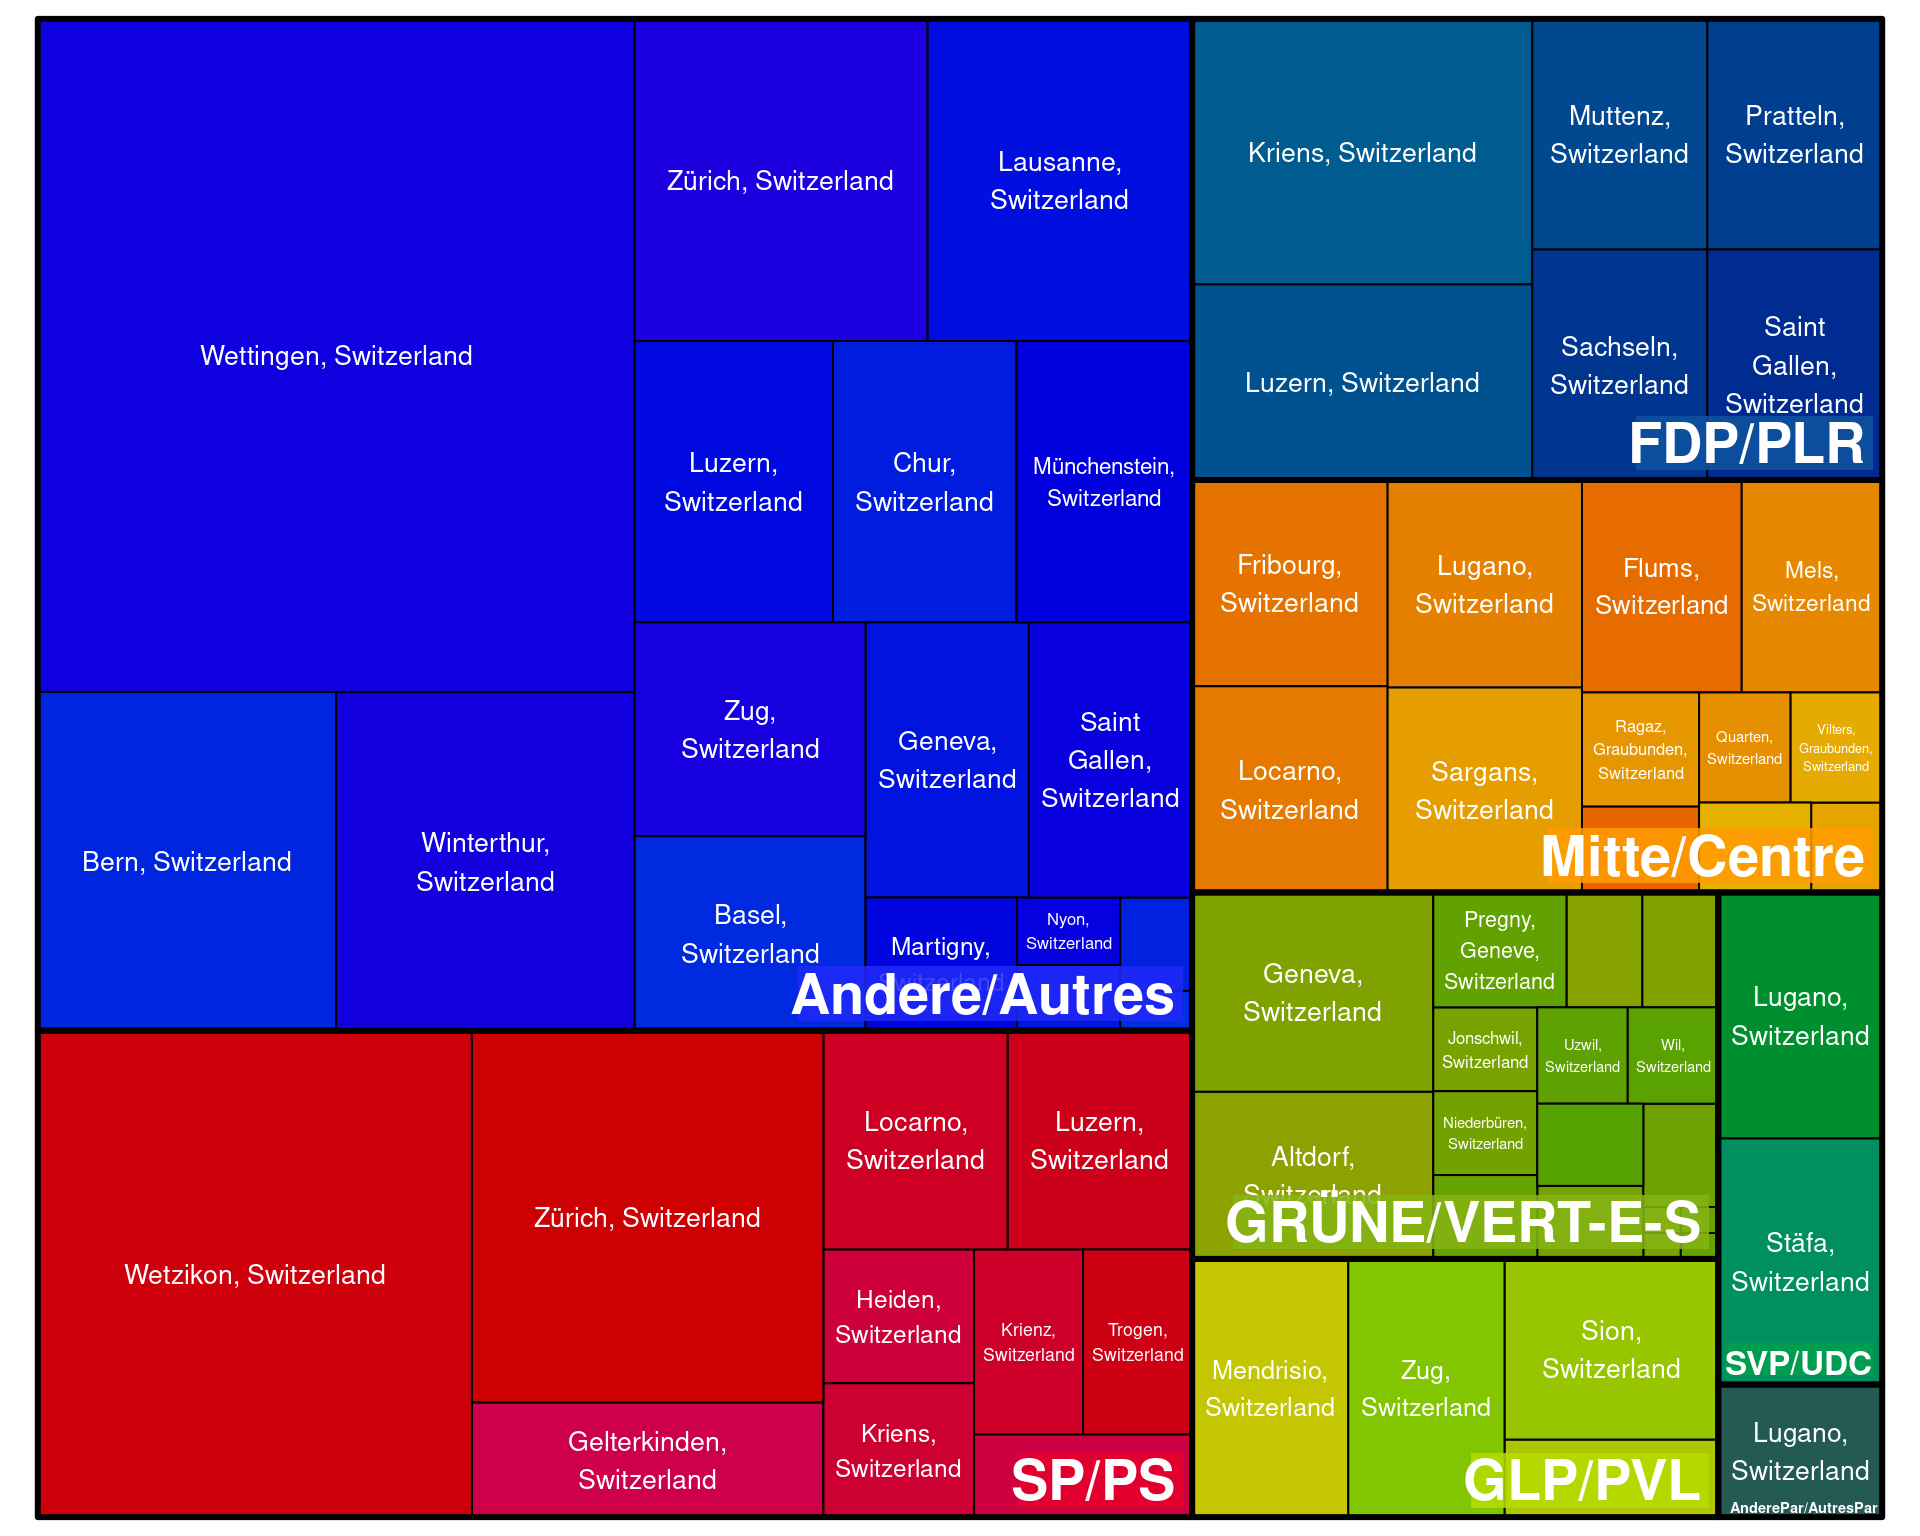 Wettingen, Switzerland
Zürich, Switzerland
Lausanne,
Switzerland
Luzern,
Switzerland
Chur,
Switzerland
Münchenstein,
Switzerland
Bern, Switzerland
Winterthur,
Switzerland
Zug,
Switzerland
Geneva,
Switzerland
Saint
Gallen,
Switzerland
Basel,
Switzerland
Martigny,
Switzerland
Nyon,
Switzerland
Andere/Autres
Kriens, Switzerland
Muttenz,
Switzerland
Pratteln,
Switzerland
Luzern, Switzerland
Sachseln,
Switzerland
Saint
Gallen,
Switzerland
FDP/PLR
Fribourg,
Switzerland
Lugano,
Switzerland
Flums,
Switzerland
Mels,
Switzerland
Locarno,
Switzerland
Sargans,
Switzerland
Ragaz,
Graubunden,
Switzerland
Quarten,
Switzerland
Vilters,
Graubunden,
Switzerland
Mitte/Centre
Wetzikon, Switzerland
Zürich, Switzerland
Locarno,
Switzerland
Luzern,
Switzerland
Heiden,
Switzerland
Krienz,
Switzerland
Trogen,
Switzerland
Gelterkinden,
Switzerland
Kriens,
Switzerland
SP/PS
Geneva,
Switzerland
Pregny,
Geneve,
Switzerland
Jonschwil,
Switzerland
Uzwil,
Switzerland
Wil,
Switzerland
Niederbüren,
Switzerland
Altdorf,
Switzerland
GRÜNE/VERT-E-S
Lugano,
Switzerland
Stäfa,
Switzerland
SVP/UDC
Mendrisio,
Switzerland
Zug,
Switzerland
Sion,
Switzerland
GLP/PVL
Lugano,
Switzerland
AnderePar/AutresPar